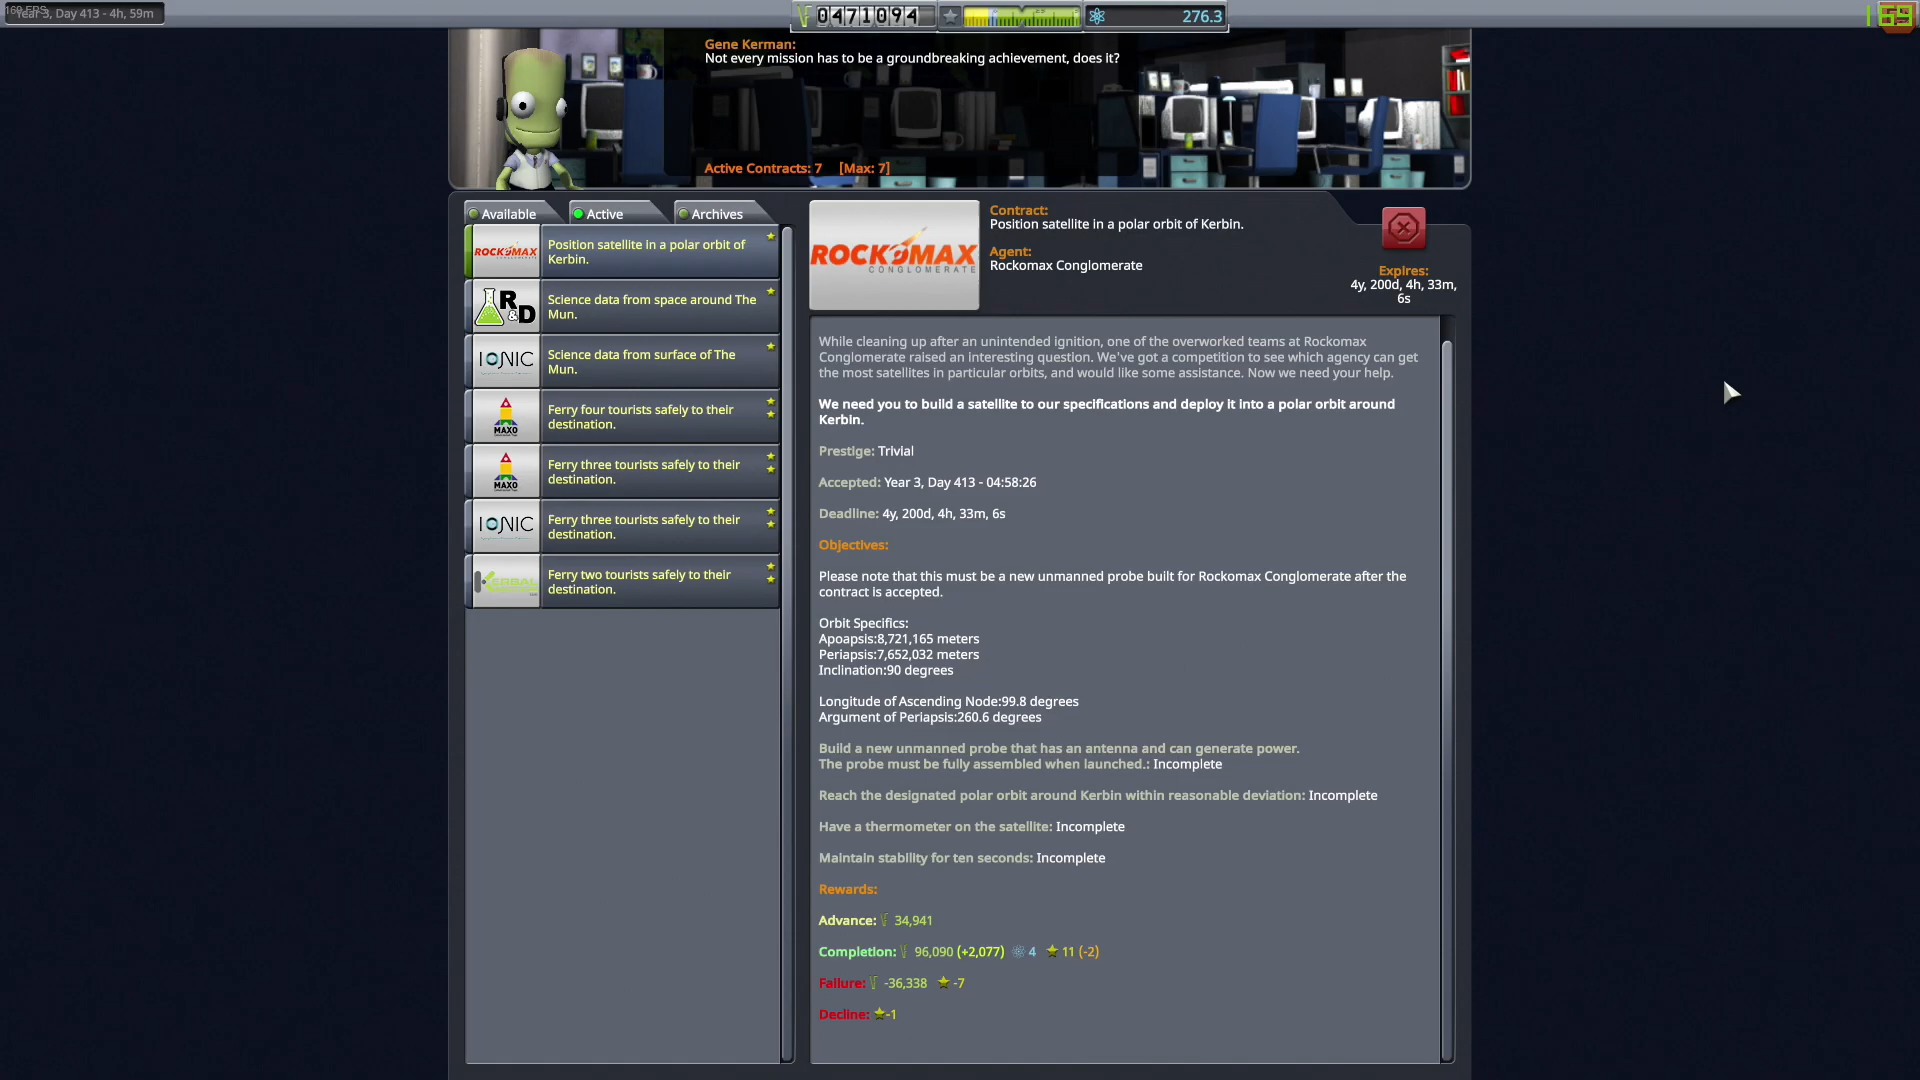 Year 3, Day 413 - 4h, 59m
0471094
276.3
169
Gene Kerman:
Not every mission has to be a groundbreaking achievement, does it?
Active Contracts: 7 [Max: 7]
Available
Active
Archives
Position satellite in a polar orbit of
Kerbin.
Science data from space around The
Mun.
Science data from surface of The
Mun.
Ferry four tourists safely to their
destination.
Ferry three tourists safely to their
destination.
Ferry three tourists safely to their
destination.
Ferry two tourists safely to their
destination.
ROCKOMAX
R&D
IONIC
MAXO
MAXO
IONIC
KERBAL
ROCKOMAX
CONGLOMERATE
Contract:
Position satellite in a polar orbit of Kerbin.
Agent:
Rockomax Conglomerate
Expires:
4y, 200d, 4h, 33m,
6s
While cleaning up after an unintended ignition, one of the overworked teams at Rockomax
Conglomerate raised an interesting question. We've got a competition to see which agency can get
the most satellites in particular orbits, and would like some assistance. Now we need your help.
We need you to build a satellite to our specifications and deploy it into a polar orbit around
Kerbin.
Prestige: Trivial
Accepted: Year 3, Day 413 - 04:58:26
Deadline: 4y, 200d, 4h, 33m, 6s
Objectives:
Please note that this must be a new unmanned probe built for Rockomax Conglomerate after the
contract is accepted.
Orbit Specifics:
Apoapsis:8,721,165 meters
Periapsis:7,652,032 meters
Inclination:90 degrees
Longitude of Ascending Node:99.8 degrees
Argument of Periapsis:260.6 degrees
Build a new unmanned probe that has an antenna and can generate power.
The probe must be fully assembled when launched.: Incomplete
Reach the designated polar orbit around Kerbin within reasonable deviation: Incomplete
Have a thermometer on the satellite: Incomplete
Maintain stability for ten seconds: Incomplete
Rewards:
Advance: 34,941
Completion: 96,090 (+2,077) 4 11 (-2)
Failure: -36,338 -7
Decline: -1